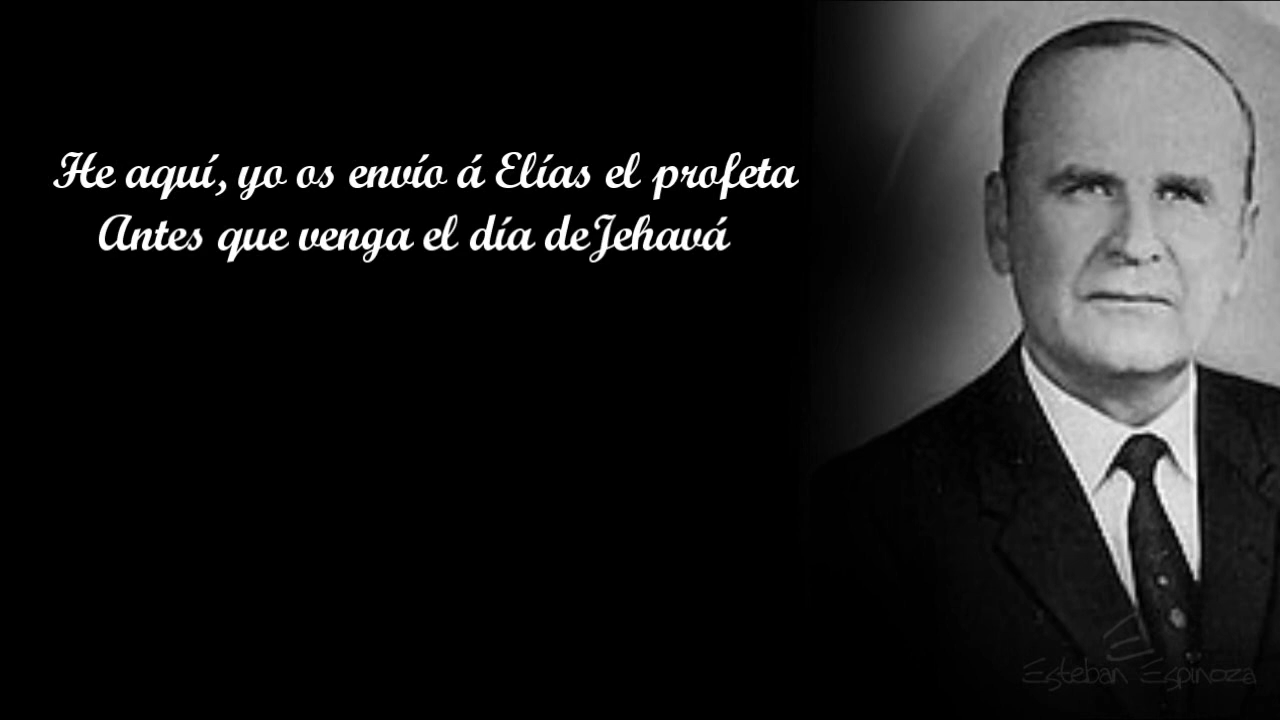 He aquí, yo os envío á Elías el profeta
Antes que venga el día deJehavá
Esteban Espinoza